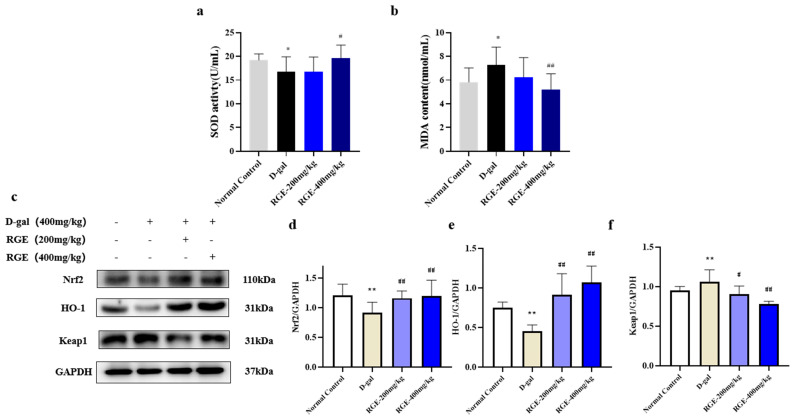 a
SOD activty(U/mL)
25
20
15
10
5
0
*
#
Normal Control
D-gal
RGE-200mg/kg
RGE-400mg/kg
b
MDA content(nmol/mL)
10
8
6
4
2
0
*
##
Normal Control
D-gal
RGE-200mg/kg
RGE-400mg/kg
c
D-gal (400mg/kg) - + + +
RGE (200mg/kg) - - + -
RGE (400mg/kg) - - - +
Nrf2 110kDa
HO-1 31kDa
Keap1 31kDa
GAPDH 37kDa
d
Nrf2/GAPDH
1.5
1.0
0.5
0.0
**
##
##
Normal Control
D-gal
RGE-200mg/kg
RGE-400mg/kg
e
HO-1/GAPDH
1.5
1.0
0.5
0.0
**
##
##
Normal Control
D-gal
RGE-200mg/kg
RGE-400mg/kg
f
Keap1/GAPDH
1.5
1.0
0.5
0.0
**
#
##
Normal Control
D-gal
RGE-200mg/kg
RGE-400mg/kg